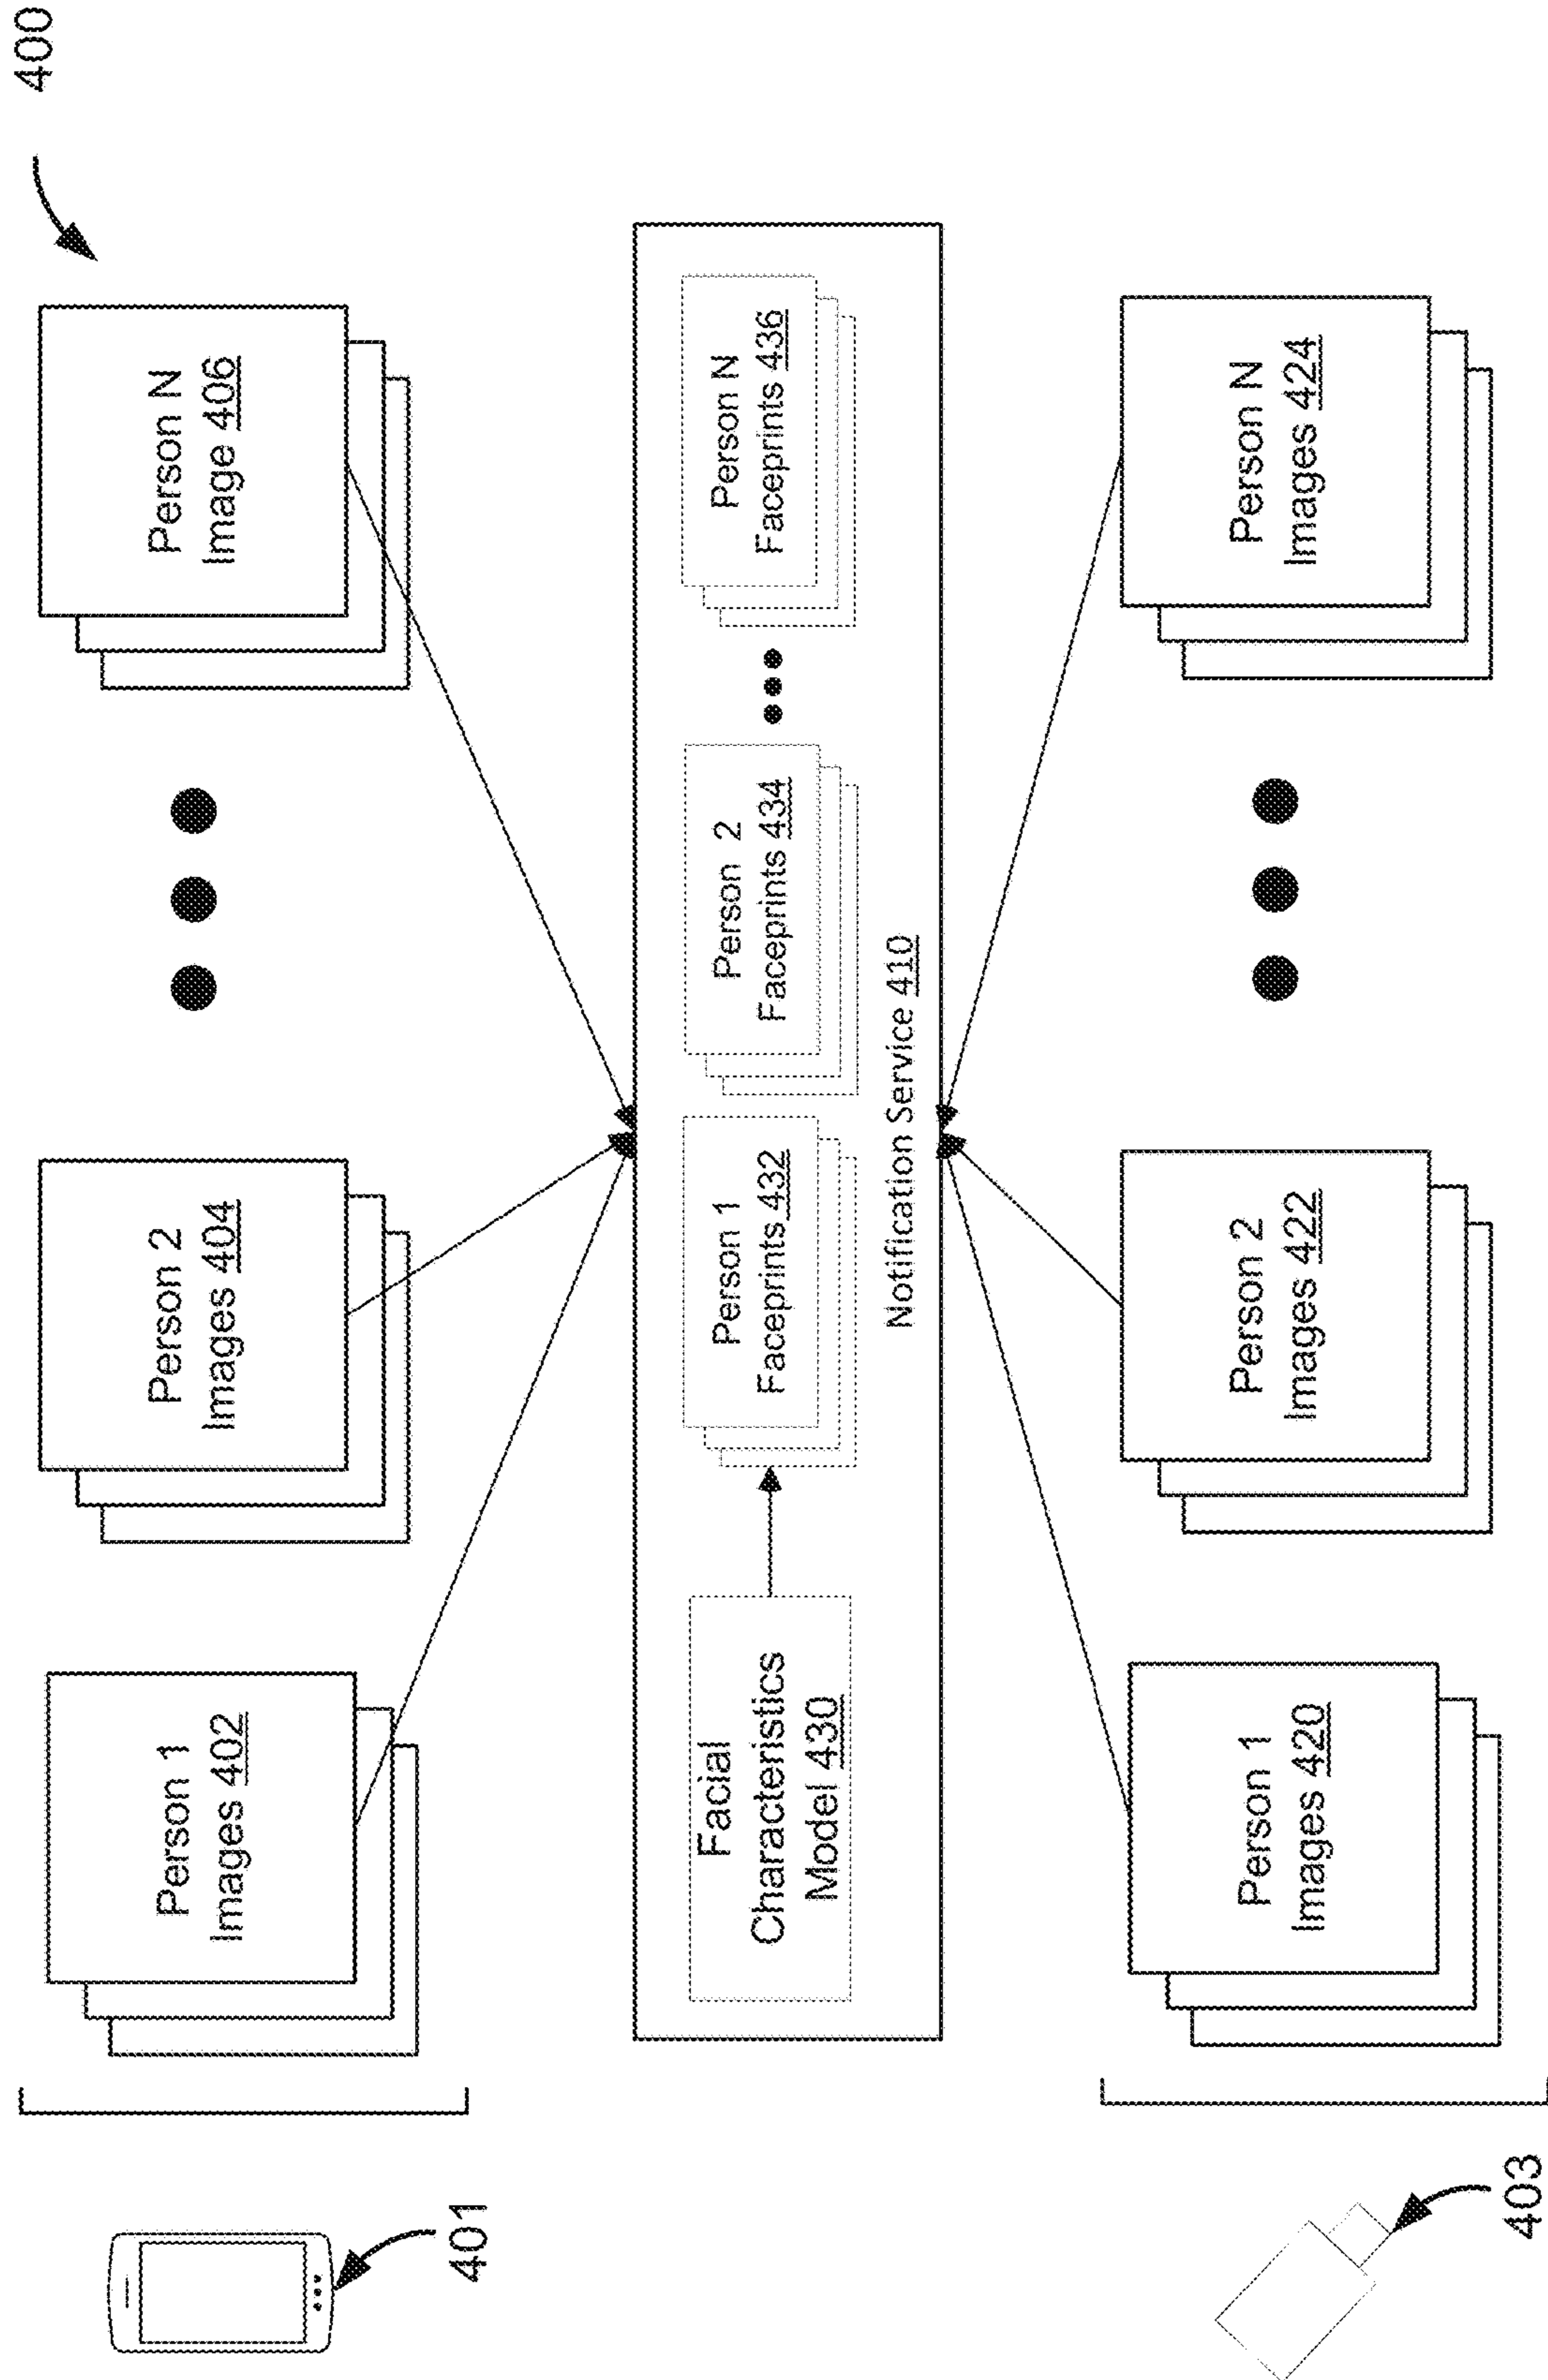 400
401
Person 1
Images 402
Person 2
Images 404
Person N
Image 406
Facial
Characteristics
Model 430
Person 1
Faceprints 432
Person 2
Faceprints 434
Person N
Faceprints 436
Notification Service 410
403
Person 1
Images 420
Person 2
Images 422
Person N
Images 424